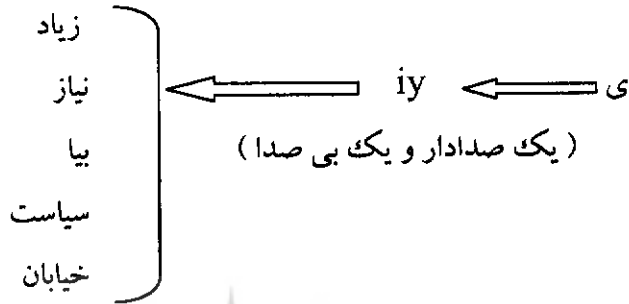 ی
iy
( یک صدادار و یک بی صدا )
زیاد
نیاز
بیا
سیاست
خیابان